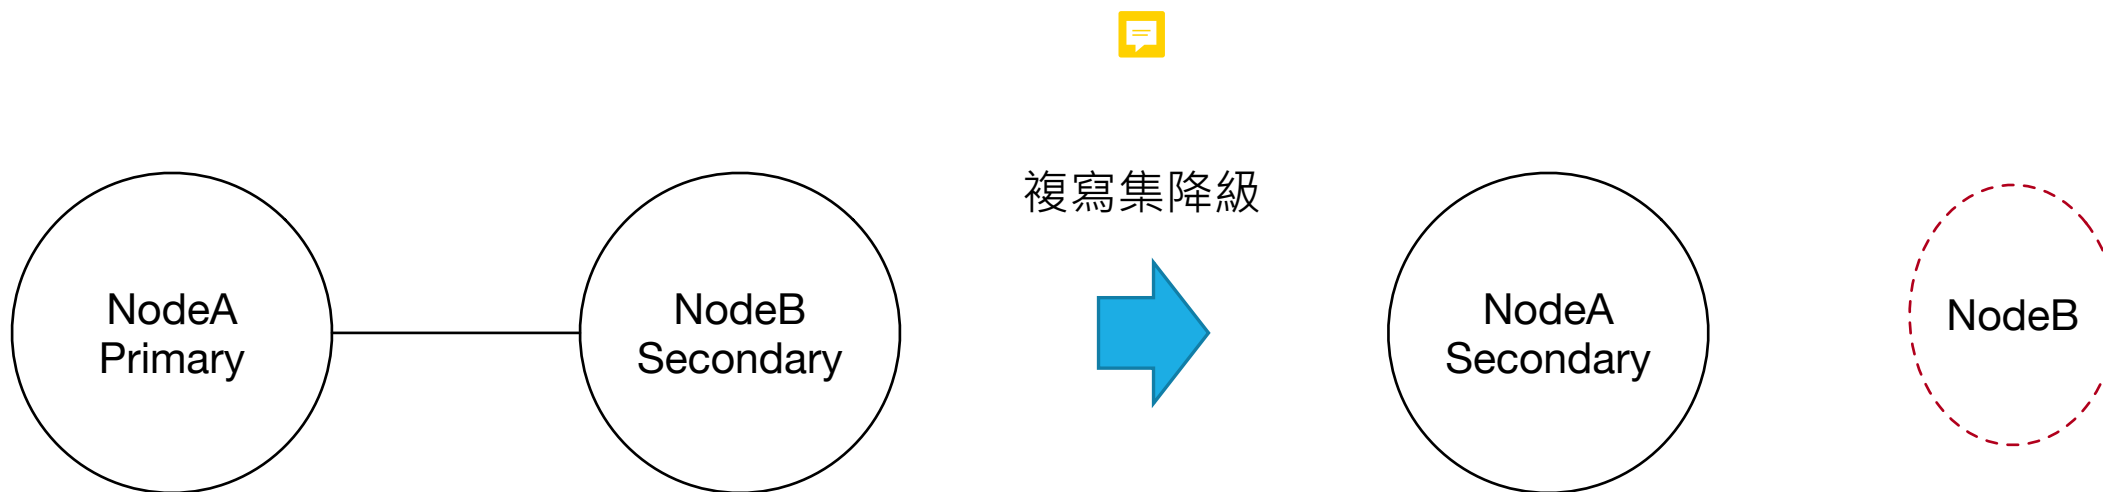 複寫集降級
NodeA
Primary
NodeB
Secondary
NodeA
Secondary
NodeB